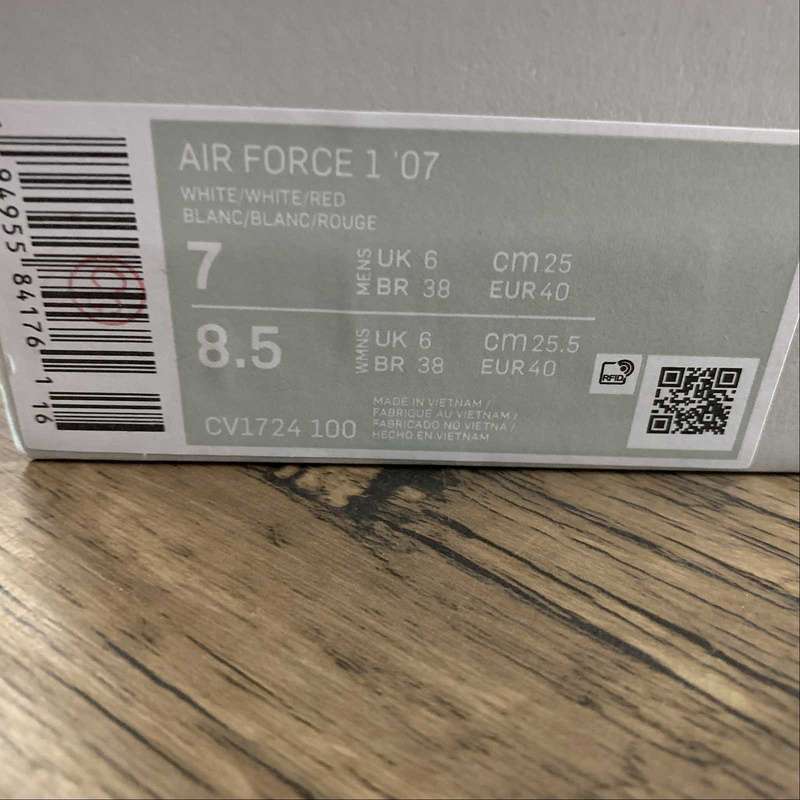 AIR FORCE 1 '07
WHITE/WHITE/RED
BLANC/BLANC/ROUGE
7 MENS UK 6 cm 25
BR 38 EUR 40
8.5 WMNS UK 6 cm 25.5
BR 38 EUR 40
CV1724 100
MADE IN VIETNAM /
FABRIQUE AU VIETNAM /
FABRICADO NO VIETNA /
HECHO EN VIETNAM
RFID
94955 84176 1 16